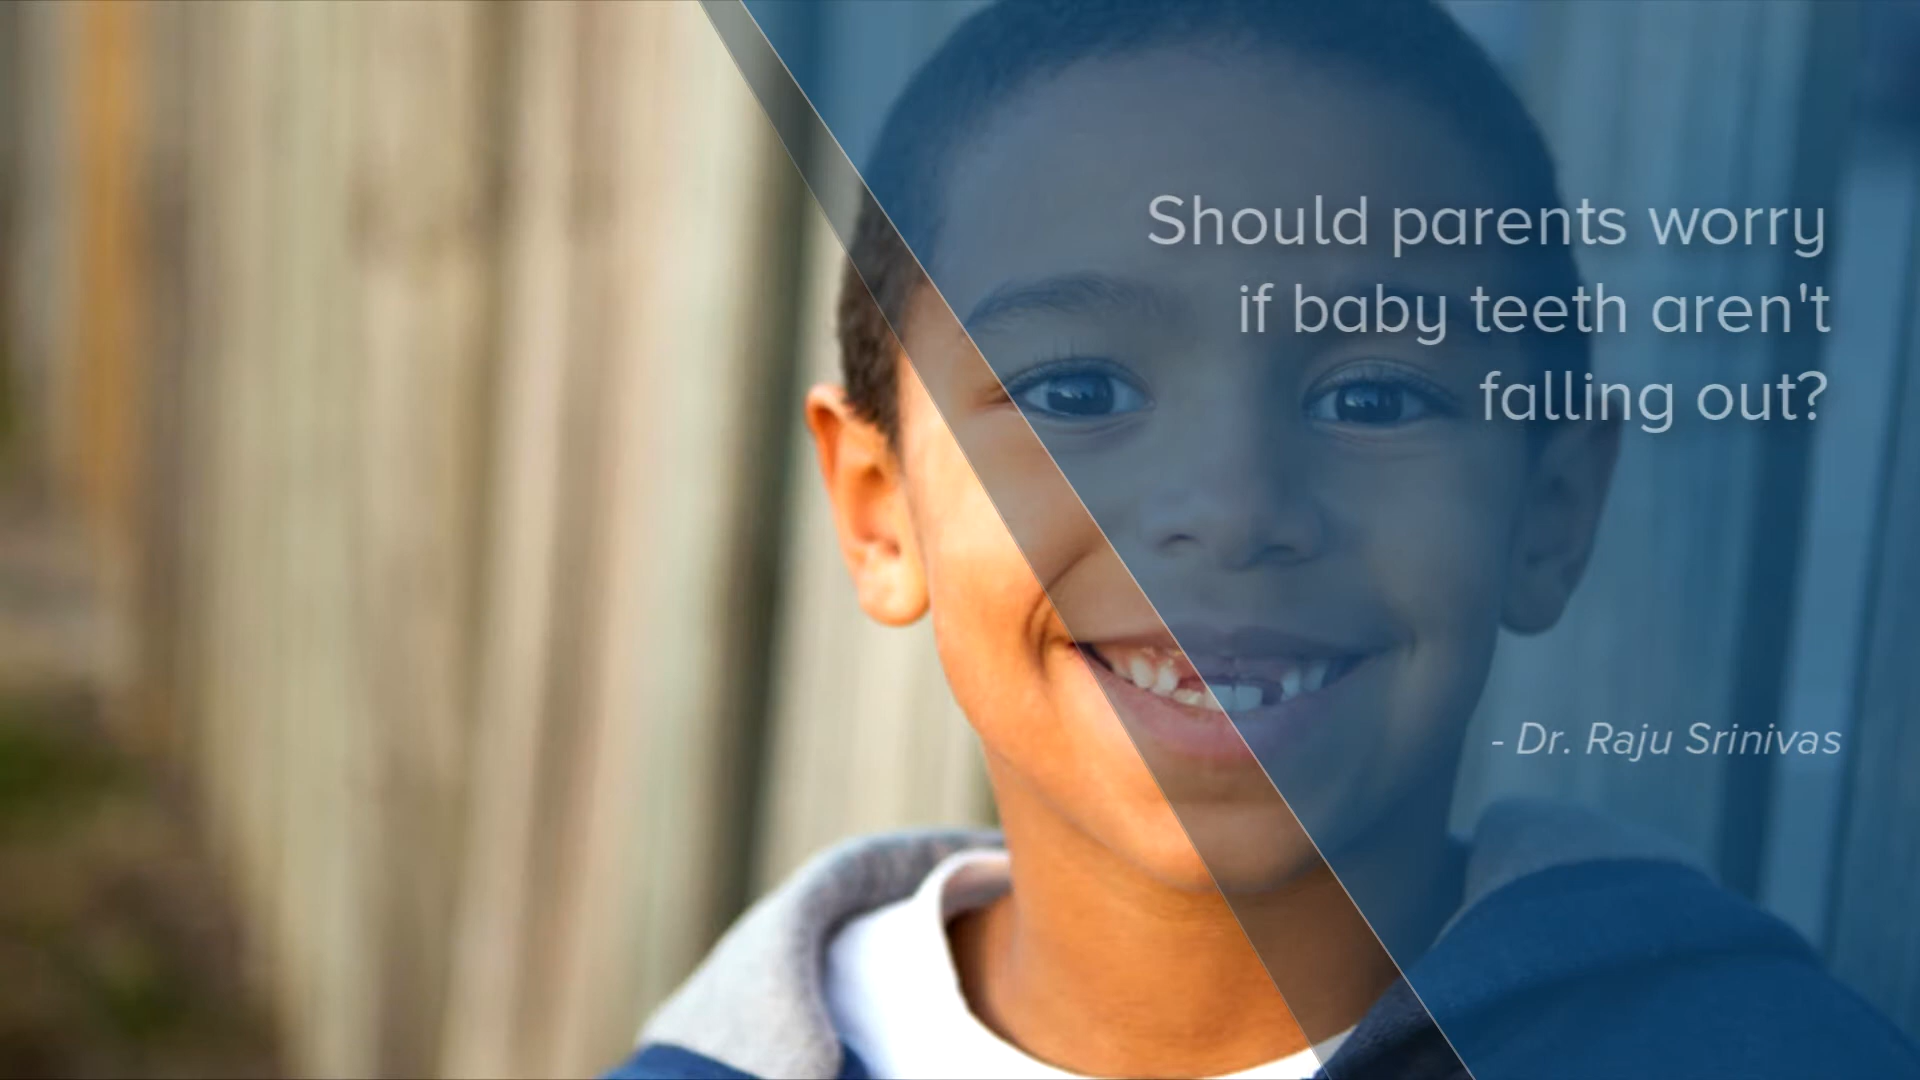 Should parents worry
if baby teeth aren't
falling out?
- Dr. Raju Srinivas